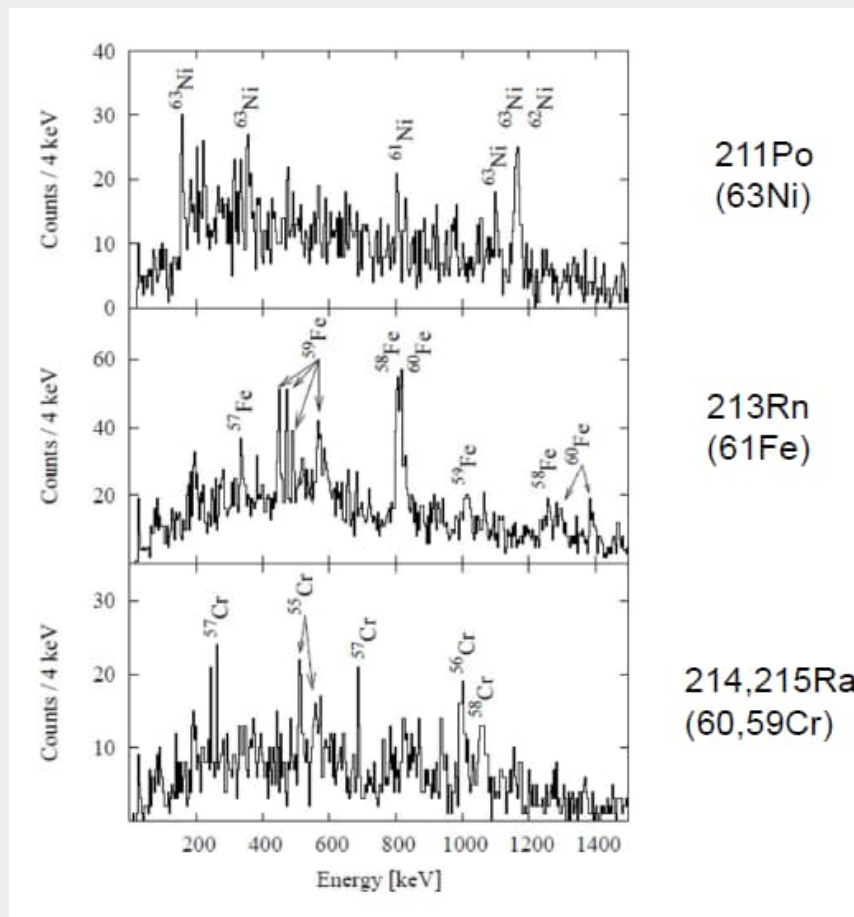 40
30
20
10
0
Counts / 4 keV
⁶³Ni
⁶³Ni
⁶¹Ni
⁶³Ni
⁶³Ni
⁶²Ni
211Po
(63Ni)
60
40
20
Counts / 4 keV
⁵⁷Fe
⁵⁹Fe
⁵⁸Fe
⁶⁰Fe
⁵⁹Fe
⁵⁸Fe
⁶⁰Fe
213Rn
(61Fe)
30
20
10
Counts / 4 keV
⁵⁷Cr
⁵⁵Cr
⁵⁷Cr
⁵⁶Cr
⁵⁸Cr
214,215Ra
(60,59Cr)
200 400 600 800 1000 1200 1400
Energy [keV]